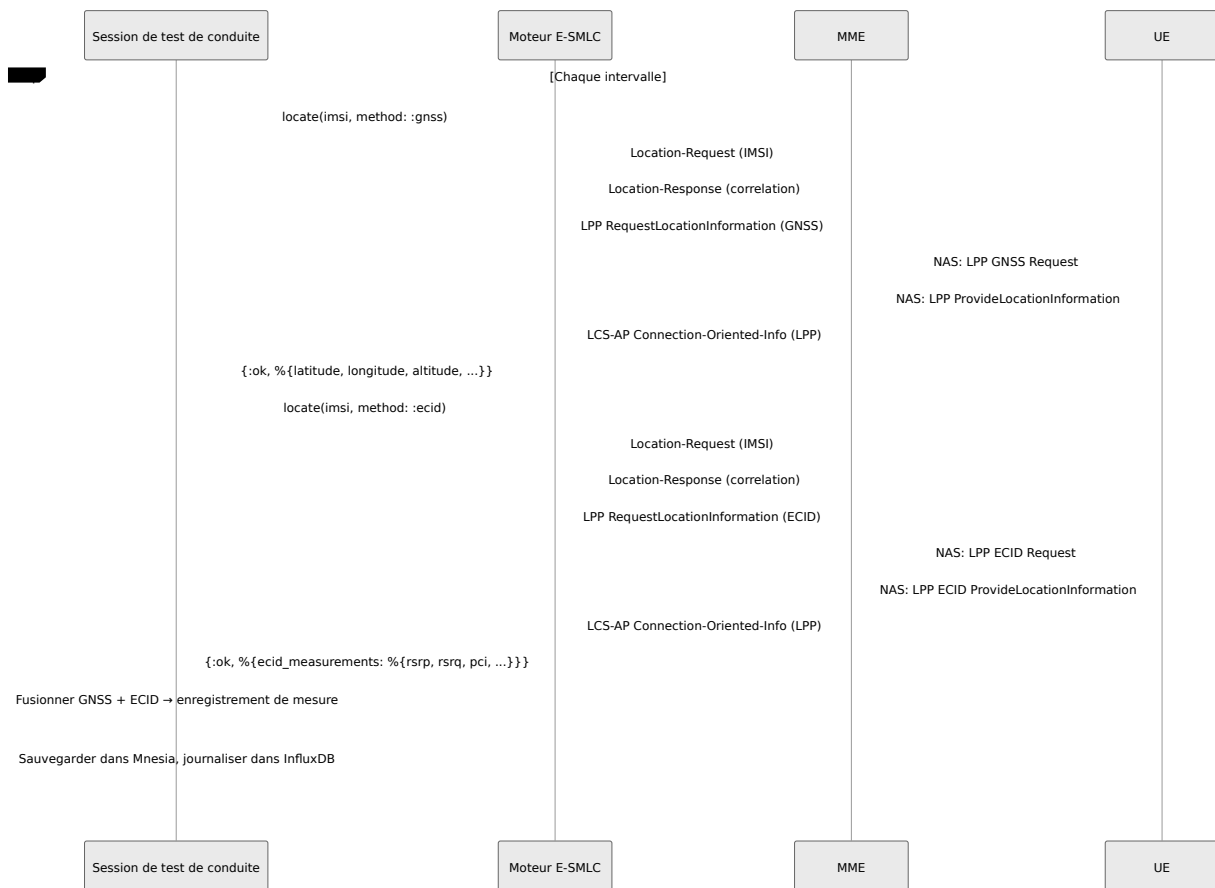 Session de test de conduite
Moteur E-SMLC
MME
UE
[Chaque intervalle]
locate(imsi, method: :gnss)
Location-Request (IMSI)
Location-Response (correlation)
LPP RequestLocationInformation (GNSS)
NAS: LPP GNSS Request
NAS: LPP ProvideLocationInformation
LCS-AP Connection-Oriented-Info (LPP)
{:ok, %{latitude, longitude, altitude, ...}}
locate(imsi, method: :ecid)
Location-Request (IMSI)
Location-Response (correlation)
LPP RequestLocationInformation (ECID)
NAS: LPP ECID Request
NAS: LPP ECID ProvideLocationInformation
LCS-AP Connection-Oriented-Info (LPP)
{:ok, %{ecid_measurements: %{rsrp, rsrq, pci, ...}}}
Fusionner GNSS + ECID → enregistrement de mesure
Sauvegarder dans Mnesia, journaliser dans InfluxDB
Session de test de conduite
Moteur E-SMLC
MME
UE